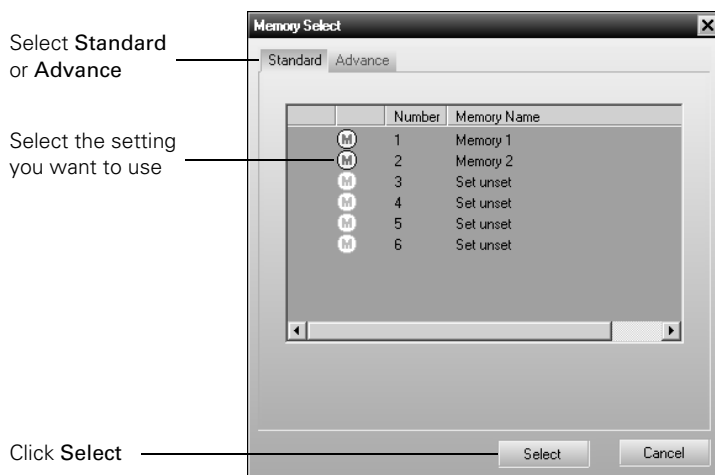 Memory Select
Select Standard
or Advance
Standard Advance
Number Memory Name
Select the setting
you want to use
M 1 Memory 1
M 2 Memory 2
M 3 Set unset
M 4 Set unset
M 5 Set unset
M 6 Set unset
Click Select
Select Cancel